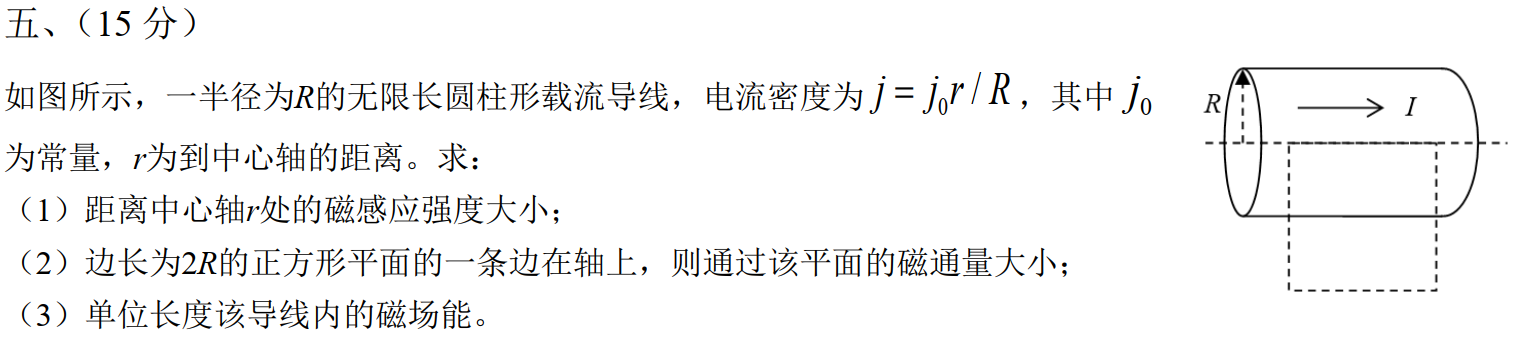 五、（15 分）
如图所示，一半径为R的无限长圆柱形载流导线，电流密度为 j = j₀r / R ，其中 j₀
为常量，r为到中心轴的距离。求：
（1）距离中心轴r处的磁感应强度大小；
（2）边长为2R的正方形平面的一条边在轴上，则通过该平面的磁通量大小；
（3）单位长度该导线内的磁场能。
R
I